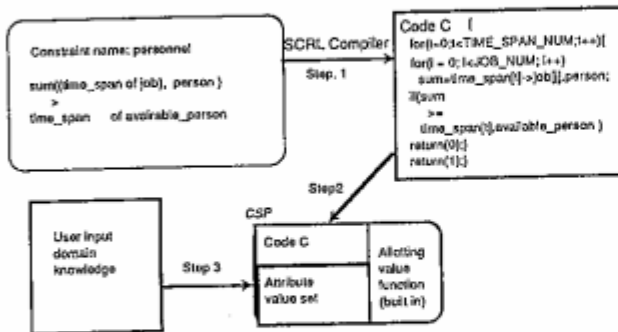 Constraint name: personnel
sum((time_span of job), person )
>
time_span of avairable_person
SCRL Compiler
Step. 1
Code C {
for(i=0;i<TIME_SPAN_NUM;i++){
for(i = 0; i<JOB_NUM; i++)
sum=time_span[t]->job[j].person;
if(sum
>=
time_span[t].available_person )
return(0);}
return(1);}
Step2
CSP
User input
domain
knowledge
Step 3
Code C
Attribute
value set
Allotting
value
function
(built in)